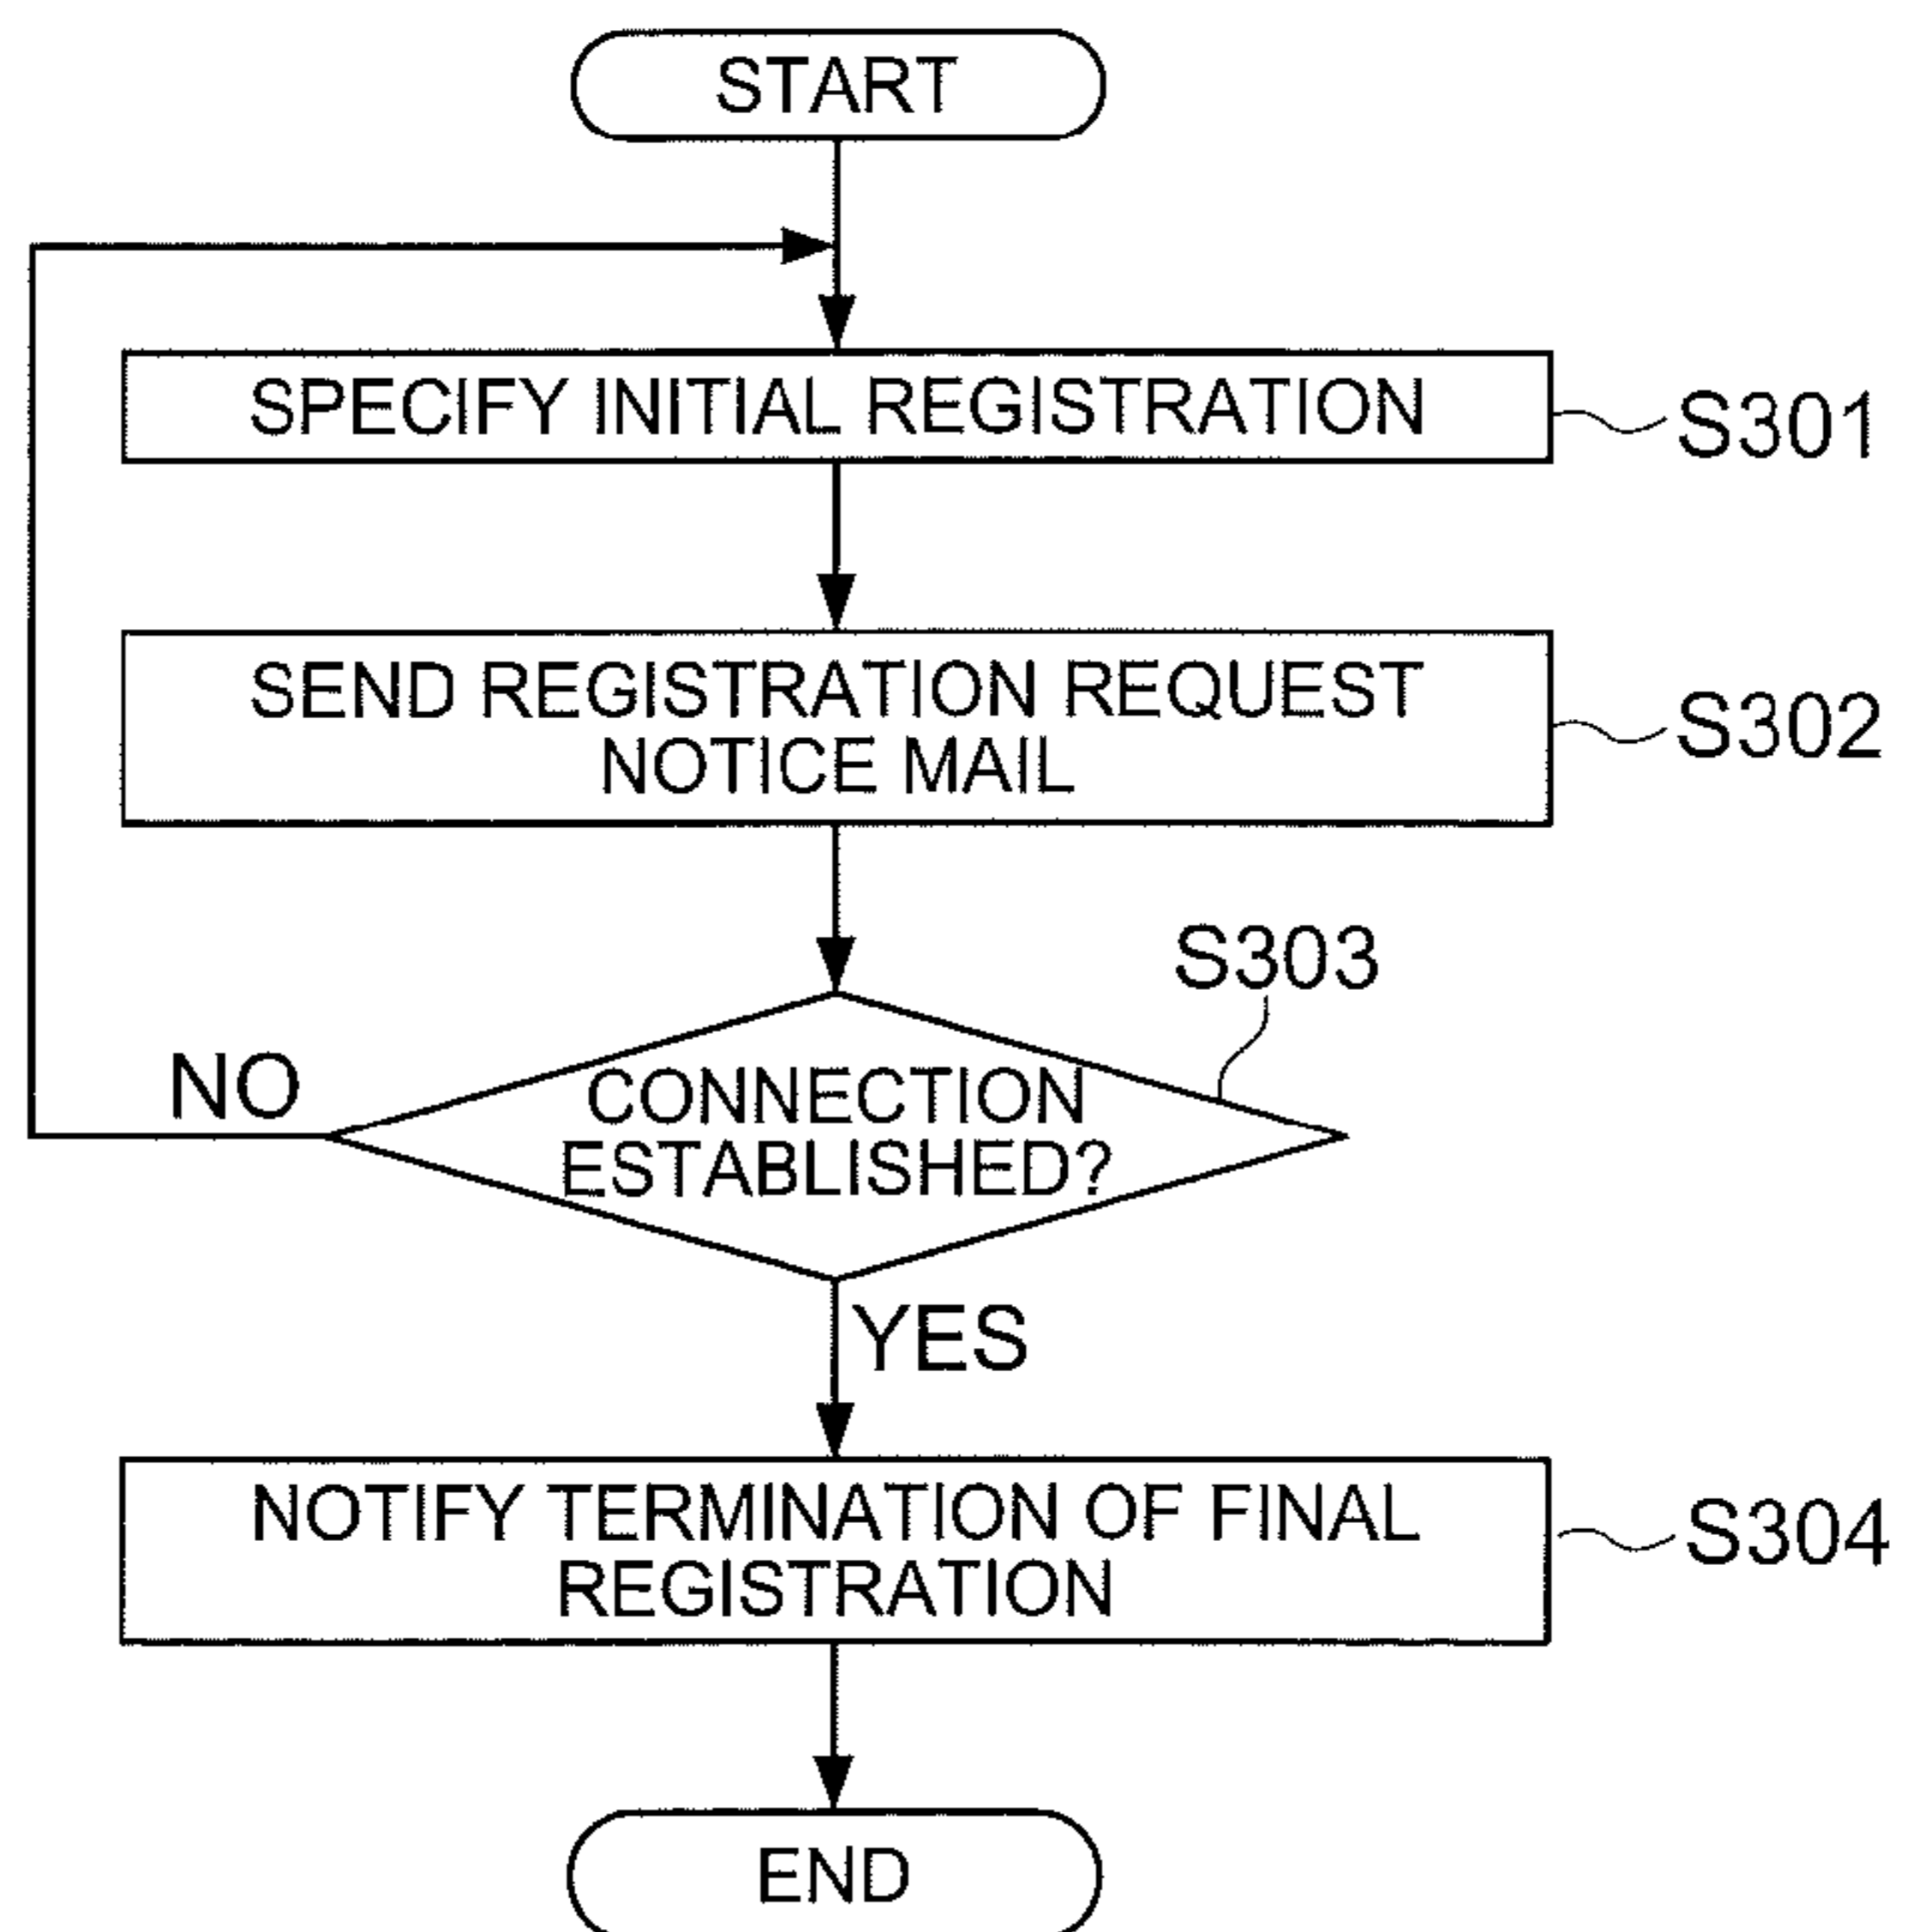 START
SPECIFY INITIAL REGISTRATION
S301
SEND REGISTRATION REQUEST
NOTICE MAIL
S302
S303
NO
CONNECTION
ESTABLISHED?
YES
NOTIFY TERMINATION OF FINAL
REGISTRATION
S304
END